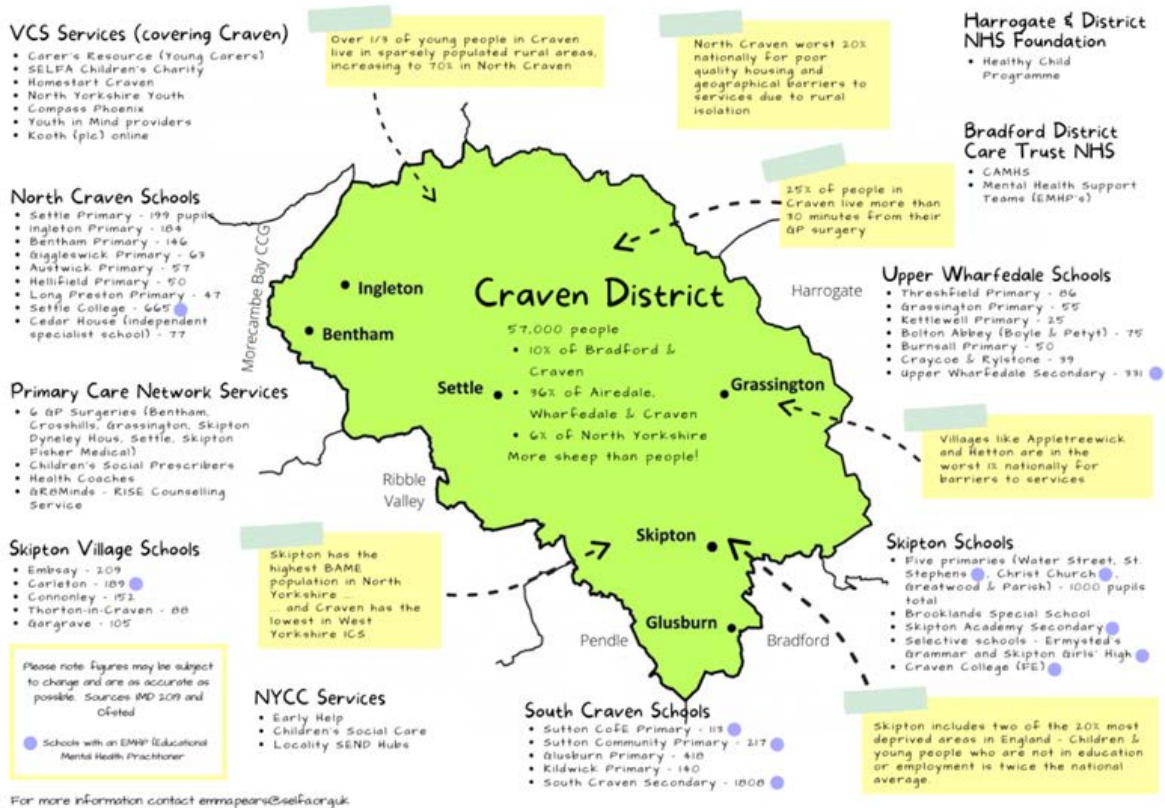 VCS Services (covering Craven)
• Carer's Resource (Young Carers)
• SELFA Children's Charity
• Homestart Craven
• North Yorkshire Youth
• Compass Phoenix
• Youth in Mind providers
• Kooth (plc) online
Over 1/3 of young people in Craven
live in sparsely populated rural areas,
increasing to 70% in North Craven
North Craven worst 20%
nationally for poor
quality housing and
geographical barriers to
services due to rural
isolation
Harrogate & District
NHS Foundation
• Healthy Child
Programme
Bradford District
Care Trust NHS
• CAMHS
• Mental Health Support
Teams (EMHP's)
25% of people in
Craven live more than
30 minutes from their
GP surgery
North Craven Schools
• Settle Primary - 199 pupils
• Ingleton Primary - 184
• Bentham Primary - 146
• Giggleswick Primary - 63
• Austwick Primary - 57
• Hellifield Primary - 50
• Long Preston Primary - 47
• Settle College - 665
• Cedar House (independent
specialist school) - 77
Morecambe Bay CCG
Ingleton
Bentham
Settle
Craven District
57,000 people
• 10% of Bradford &
Craven
• 36% of Airedale,
Wharfedale & Craven
• 6% of North Yorkshire
More sheep than people!
Grassington
Harrogate
Upper Wharfedale Schools
• Threshfield Primary - 86
• Grassington Primary - 55
• Kettlewell Primary - 25
• Bolton Abbey (Boyle & Petyt) - 75
• Burnsall Primary - 50
• Craycoe & Rylstone - 39
• Upper Wharfedale Secondary - 331
Primary Care Network Services
• 6 GP Surgeries (Bentham,
Crosshills, Grassington, Skipton
Dyneley Hous, Settle, Skipton
Fisher Medical)
• Children's Social Prescribers
• Health Coaches
• GR8Minds - RISE Counselling
Service
Ribble
Valley
Villages like Appletreewick
and Hetton are in the
worst 1% nationally for
barriers to services
Skipton Village Schools
• Embsay - 209
• Carleton - 189
• Connonley - 152
• Thorton-in-Craven - 88
• Gargrave - 105
Skipton has the
highest BAME
population in North
Yorkshire ...
... and Craven has the
lowest in West
Yorkshire ICS
Skipton
Glusburn
Pendle
Bradford
Skipton Schools
• Five primaries (Water Street, St.
Stephens, Christ Church,
Greatwood & Parish) - 1000 pupils
total
• Brooklands Special School
• Skipton Academy Secondary
• Selective schools - Ermysted's
Grammar and Skipton Girls' High
• Craven College (FE)
Please note figures may be subject
to change and are as accurate as
possible. Sources IMD 2019 and
Ofsted
Schools with an EMHP (Educational
Mental Health Practitioner
NYCC Services
• Early Help
• Children's Social Care
• Locality SEND Hubs
South Craven Schools
• Sutton CofE Primary - 113
• Sutton Community Primary - 217
• Glusburn Primary - 418
• Kildwick Primary - 140
• South Craven Secondary - 1808
Skipton includes two of the 20% most
deprived areas in England - Children &
young people who are not in education
or employment is twice the national
average.
For more information contact emma.pears@selfa.org.uk